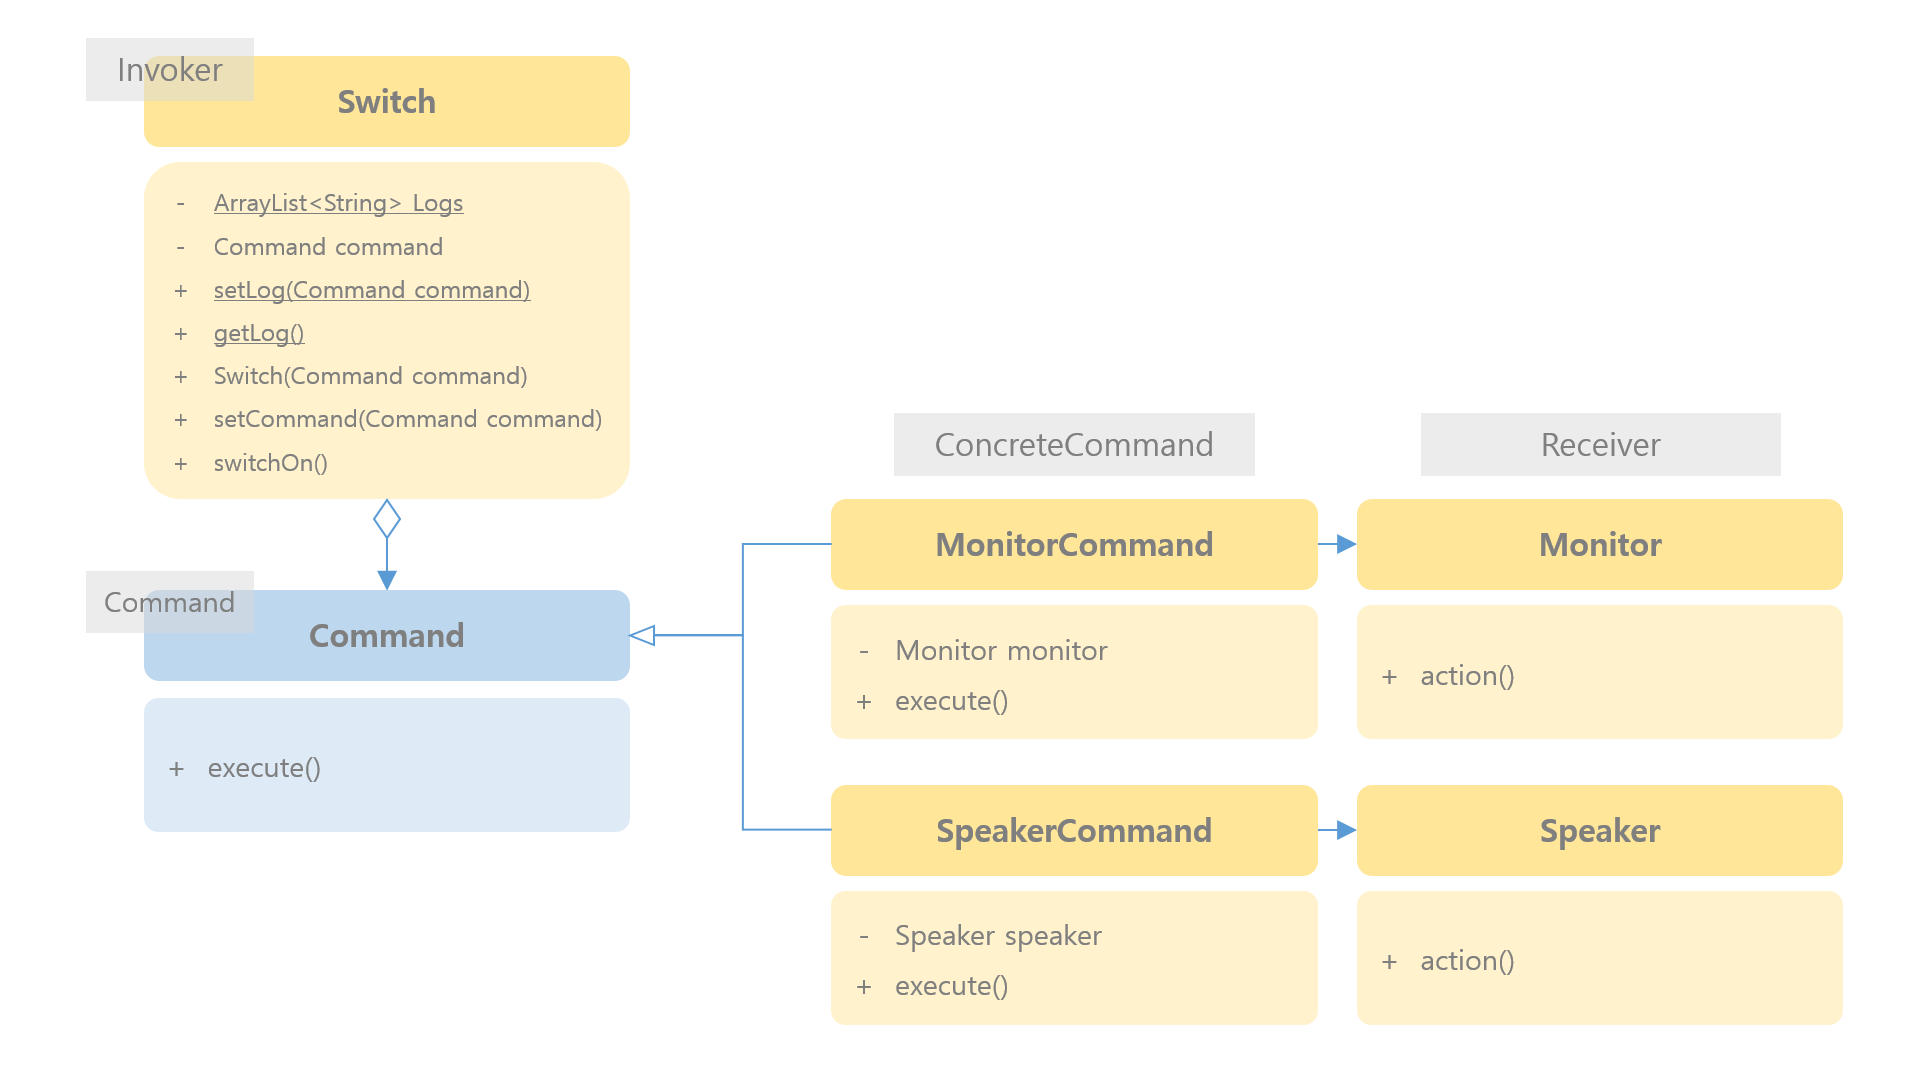 Invoker
Switch
- ArrayList<String> Logs
- Command command
+ setLog(Command command)
+ getLog()
+ Switch(Command command)
+ setCommand(Command command)
+ switchOn()
Command
Command
+ execute()
ConcreteCommand
MonitorCommand
- Monitor monitor
+ execute()
SpeakerCommand
- Speaker speaker
+ execute()
Receiver
Monitor
+ action()
Speaker
+ action()